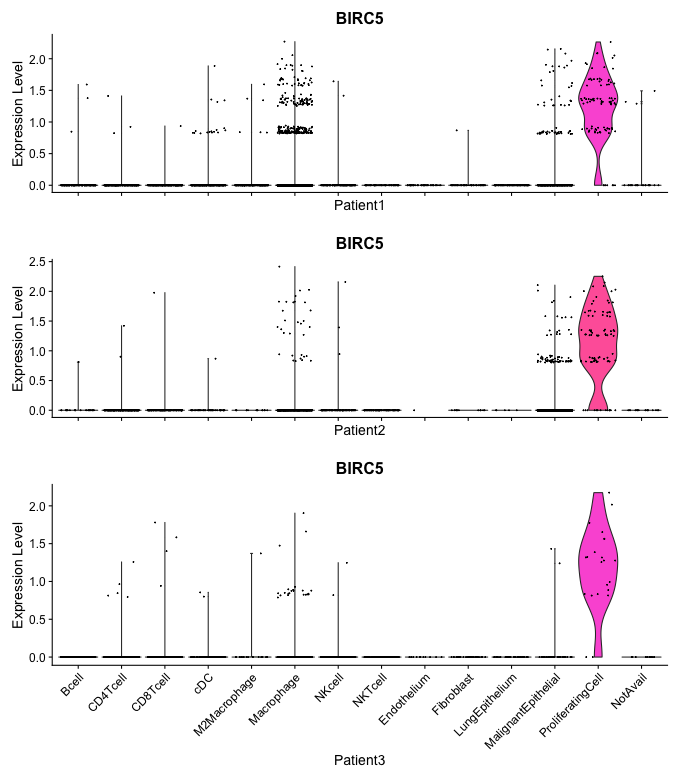 BIRC5
Expression Level
2.0
1.5
1.0
0.5
0.0
Patient1
BIRC5
Expression Level
2.5
2.0
1.5
1.0
0.5
0.0
Patient2
BIRC5
Expression Level
2.0
1.5
1.0
0.5
0.0
Bcell
CD4Tcell
CD8Tcell
cDC
M2Macrophage
Macrophage
NKcell
NKTcell
Endothelium
Fibroblast
LungEpithelium
MalignantEpithelial
ProliferatingCell
NotAvail
Patient3